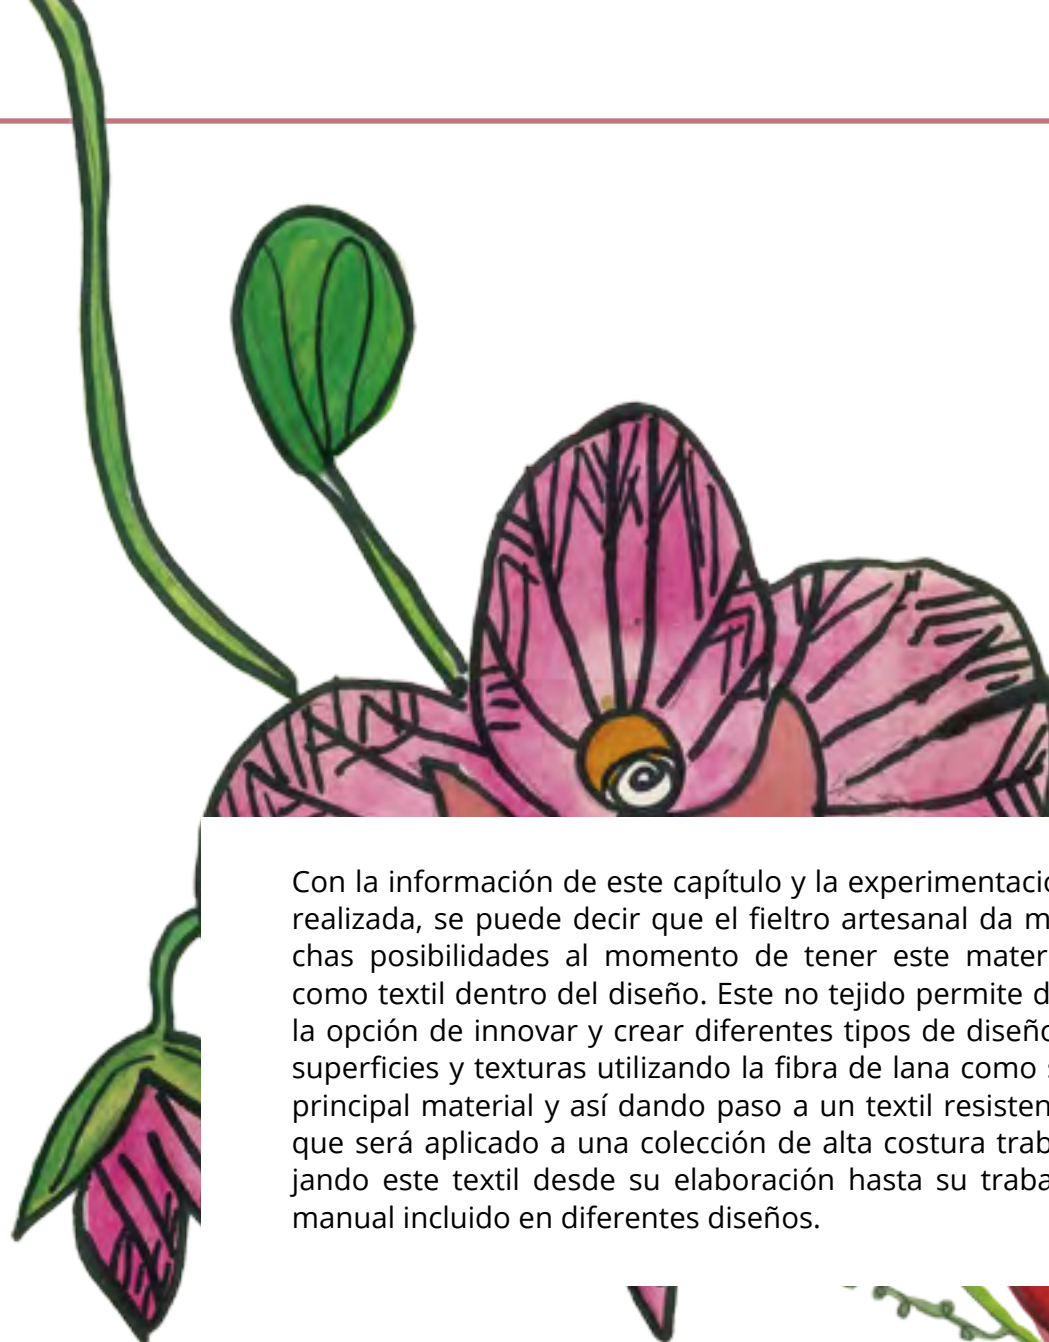 Con la información de este capítulo y la experimentació
realizada, se puede decir que el fieltro artesanal da m
chas posibilidades al momento de tener este mater
como textil dentro del diseño. Este no tejido permite d
la opción de innovar y crear diferentes tipos de diseño
superficies y texturas utilizando la fibra de lana como s
principal material y así dando paso a un textil resisten
que será aplicado a una colección de alta costura trab
jando este textil desde su elaboración hasta su traba
manual incluido en diferentes diseños.